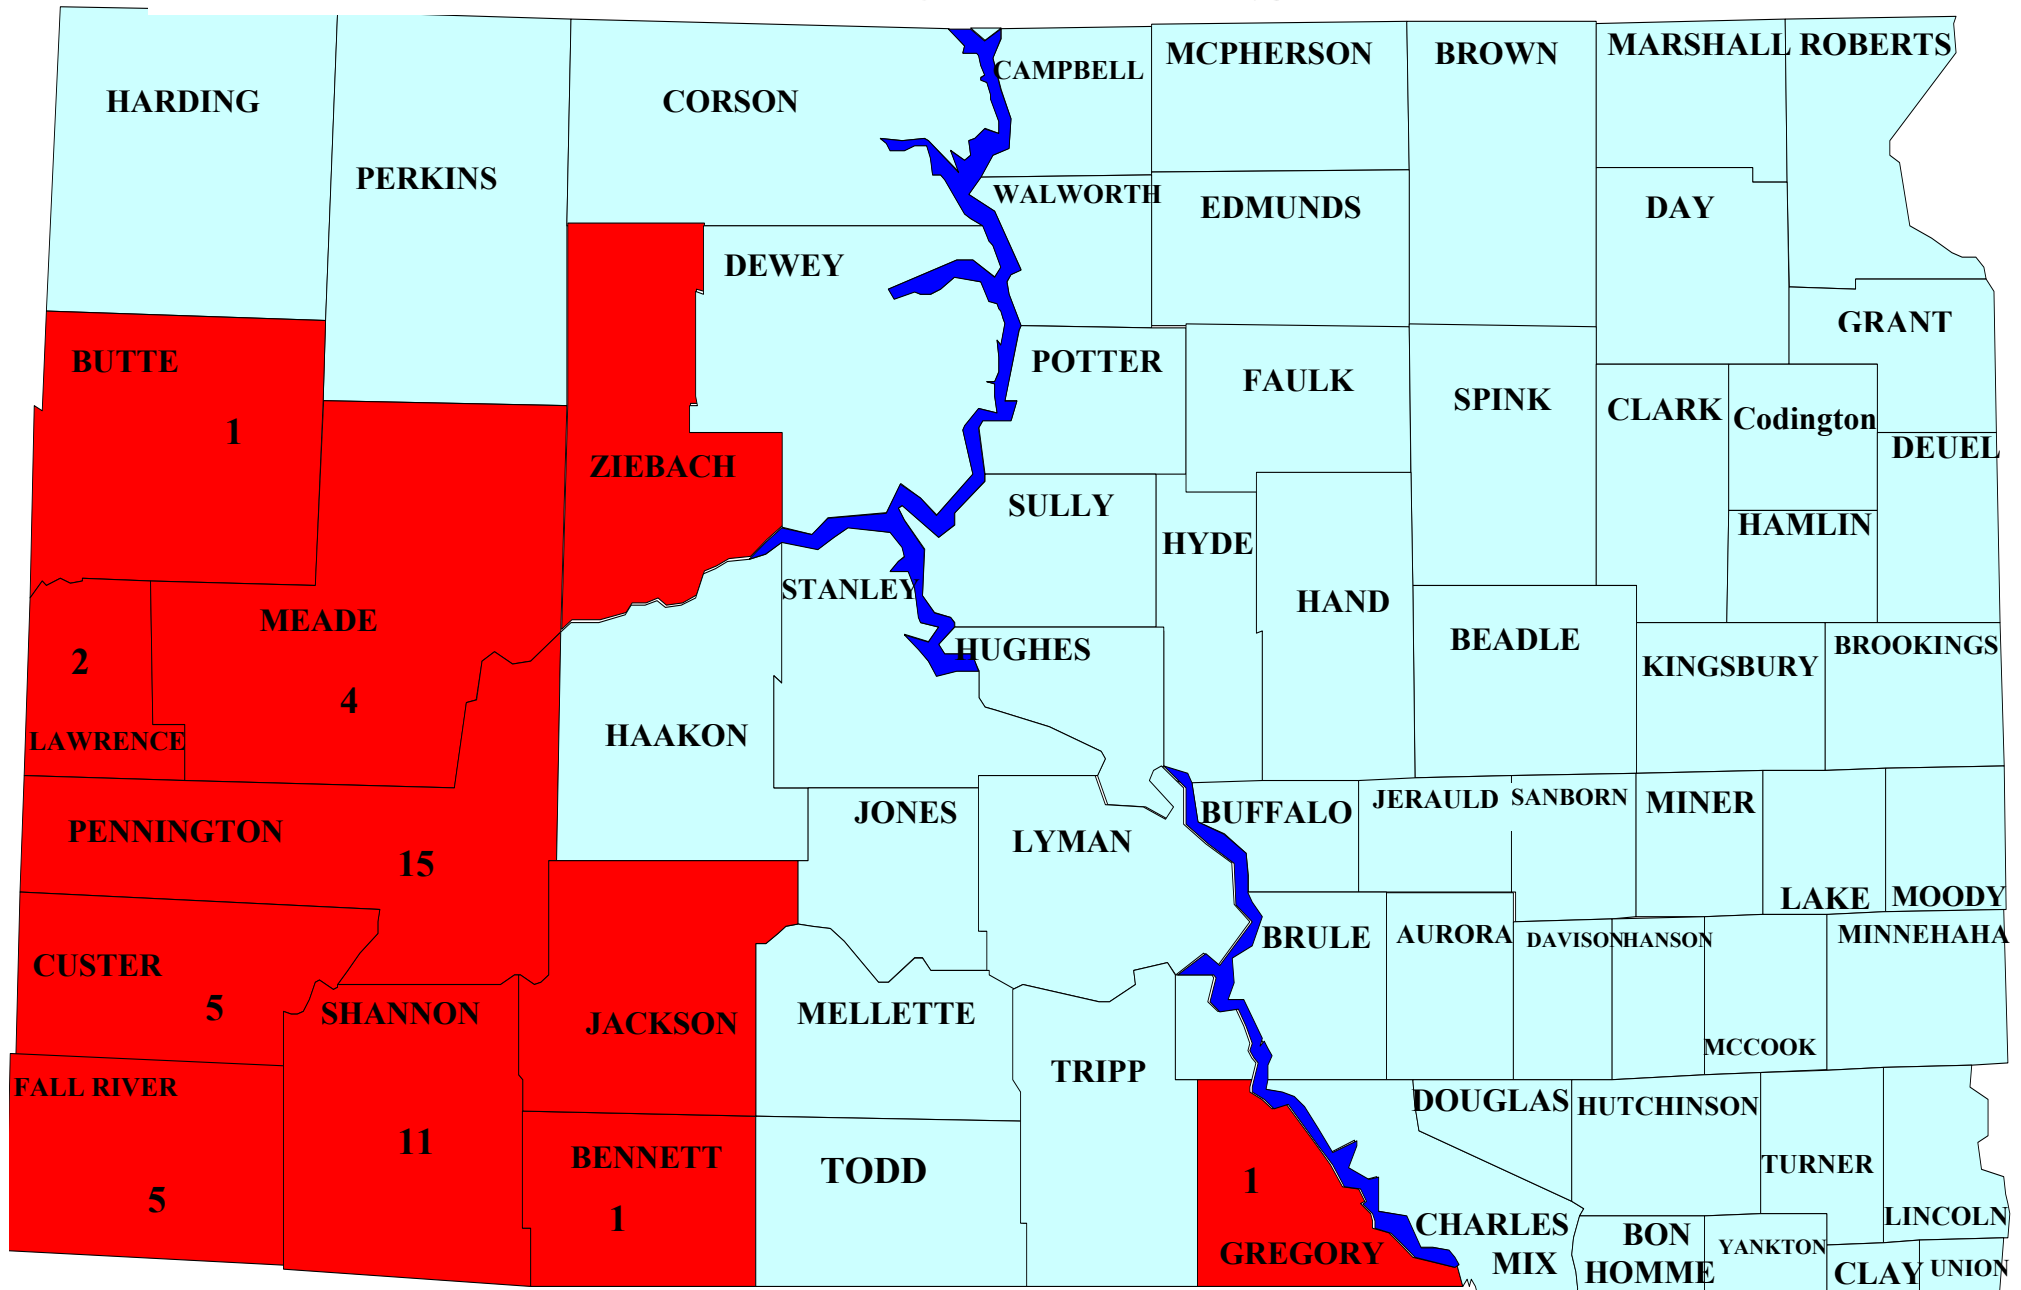 HARDING
PERKINS
CORSON
CAMPBELL
MCPHERSON
BROWN
MARSHALL
ROBERTS
WALWORTH
EDMUNDS
DAY
DEWEY
GRANT
BUTTE
1
POTTER
FAULK
SPINK
CLARK
Codington
DEUEL
ZIEBACH
SULLY
HYDE
HAMLIN
STANLEY
HAND
MEADE
4
2
LAWRENCE
HUGHES
BEADLE
KINGSBURY
BROOKINGS
HAAKON
JONES
LYMAN
BUFFALO
JERAULD
SANBORN
MINER
LAKE
MOODY
PENNINGTON
15
CUSTER
5
BRULE
AURORA
DAVISON
HANSON
MINNEHAHA
SHANNON
11
JACKSON
MELLETTE
MCCOOK
FALL RIVER
5
TRIPP
DOUGLAS
HUTCHINSON
BENNETT
1
TODD
1
GREGORY
TURNER
LINCOLN
CHARLES
MIX
BON
HOMME
YANKTON
CLAY
UNION